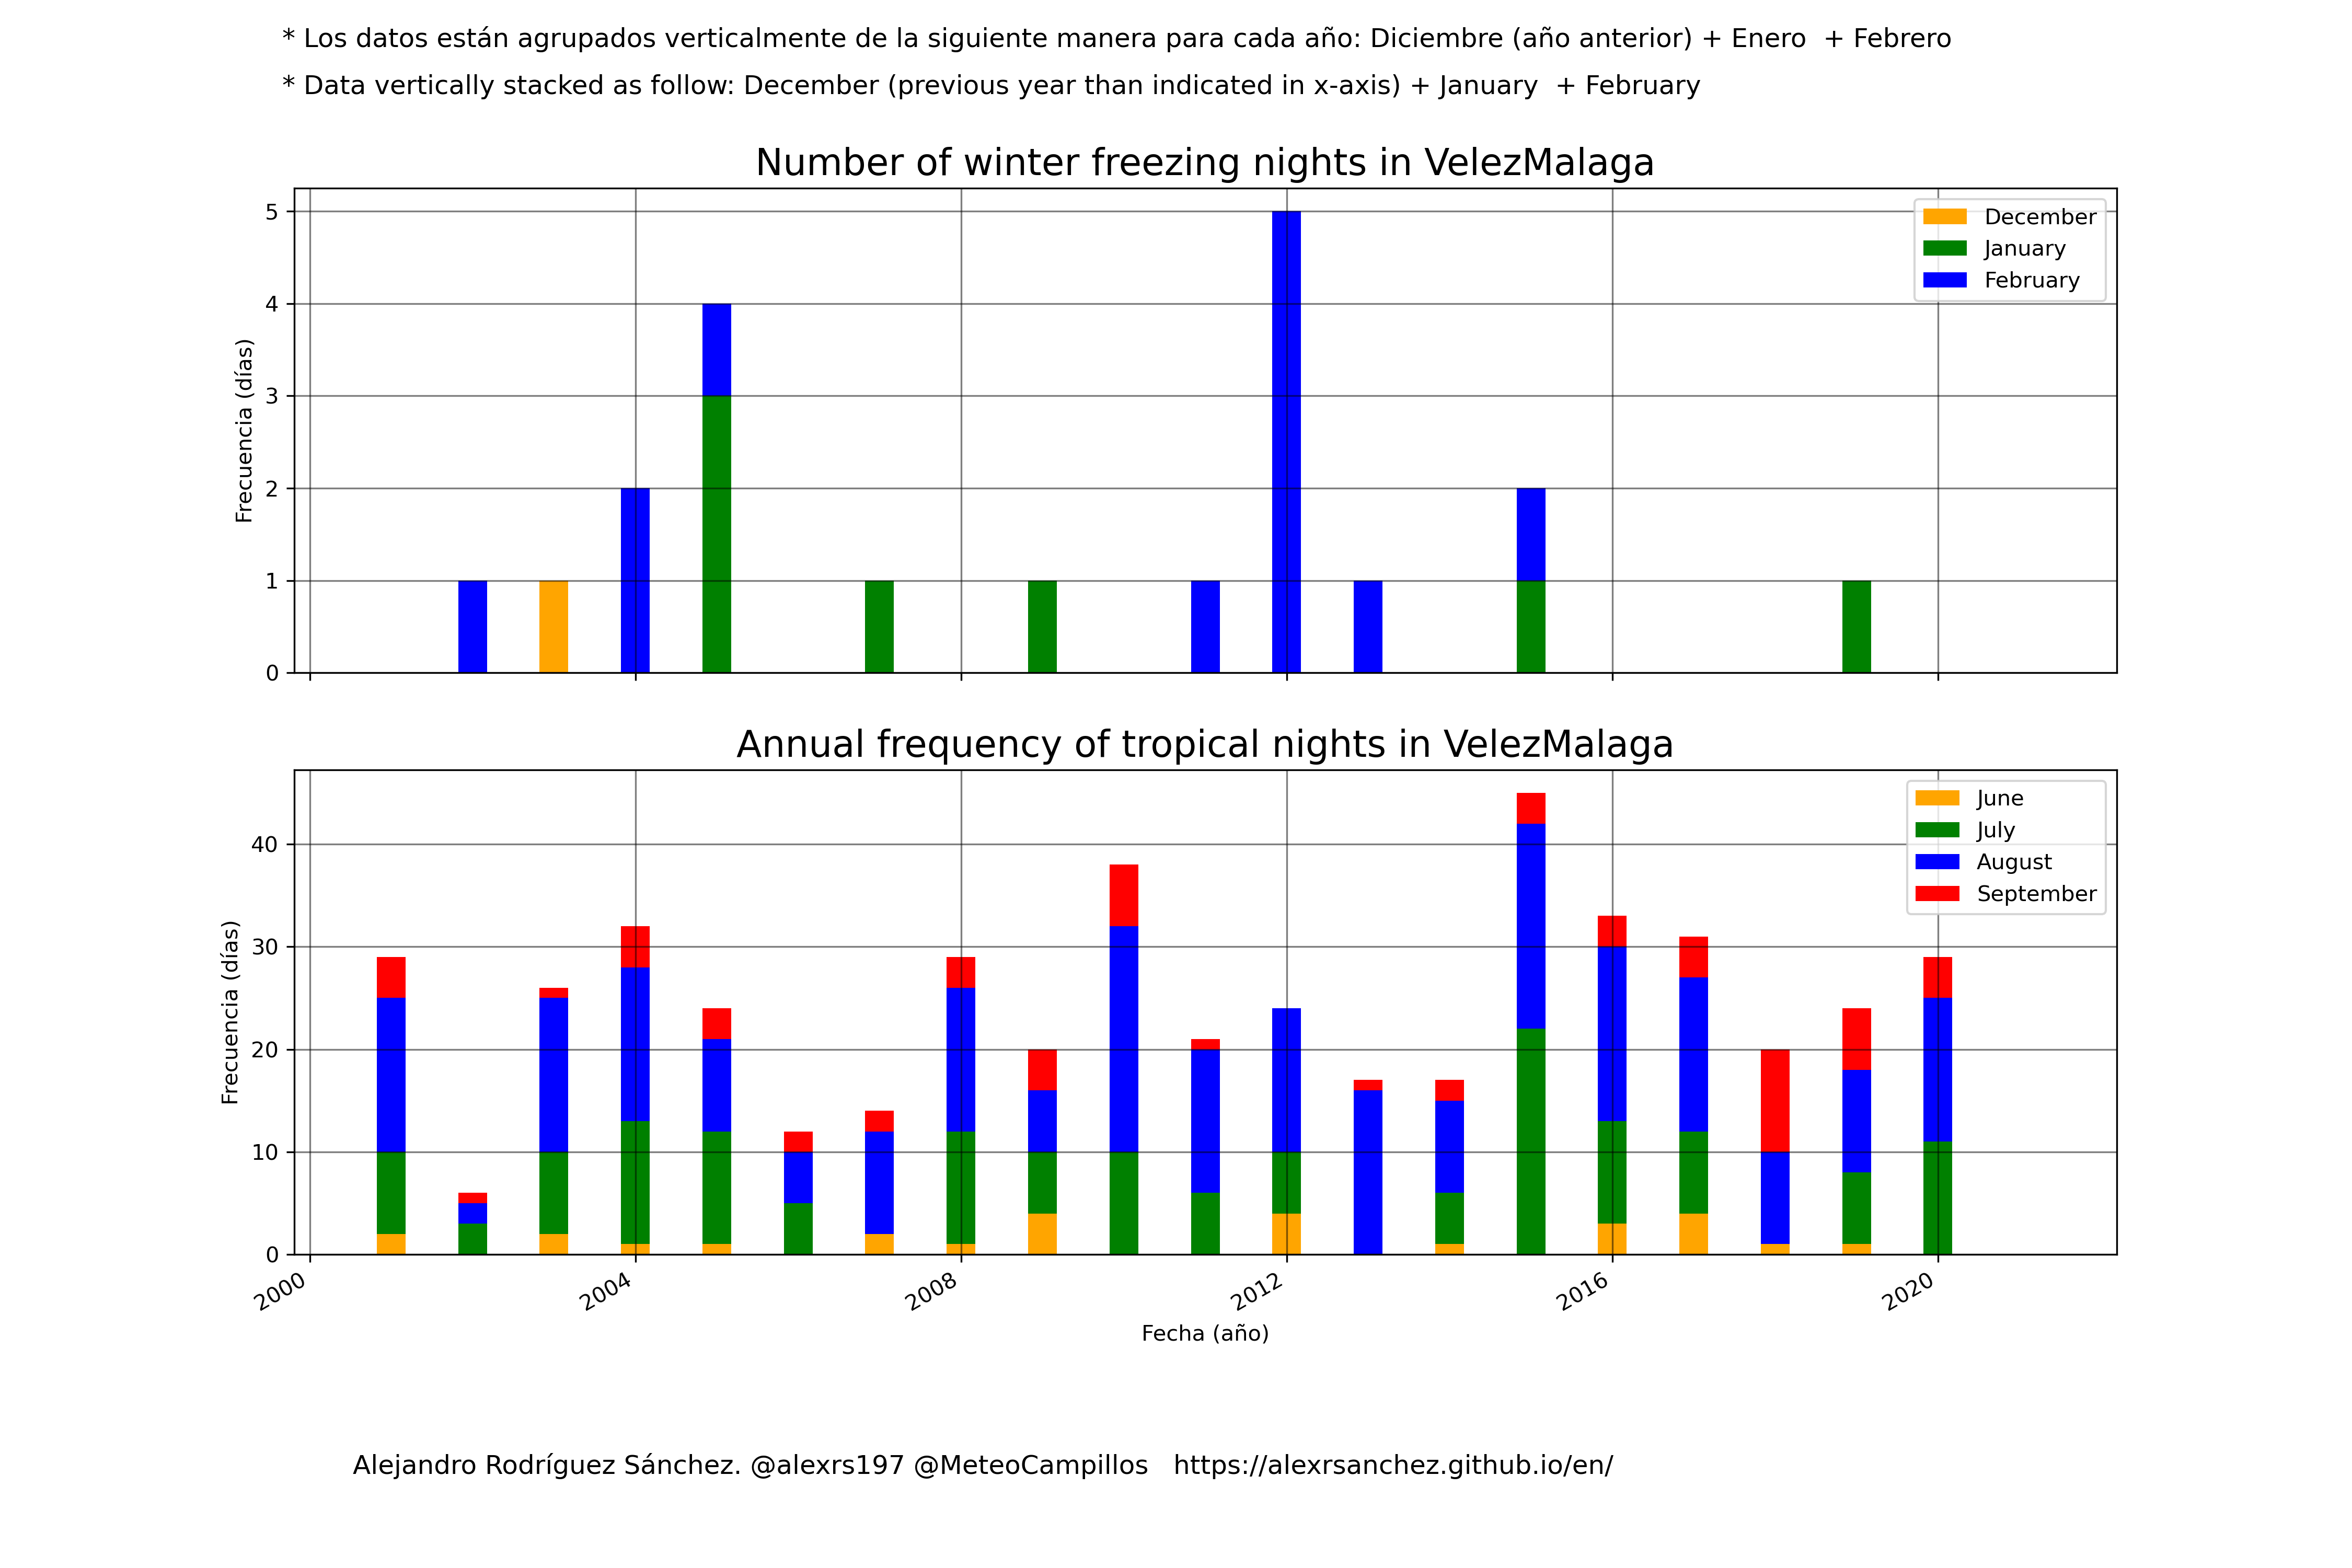 * Los datos están agrupados verticalmente de la siguiente manera para cada año: Diciembre (año anterior) + Enero  + Febrero
* Data vertically stacked as follow: December (previous year than indicated in x-axis) + January  + February
Number of winter freezing nights in VelezMalaga
5
4
3
2
1
0
Frecuencia (días)
December
January
February
Annual frequency of tropical nights in VelezMalaga
40
30
20
10
0
Frecuencia (días)
June
July
August
September
2000 2004 2008 2012 2016 2020
Fecha (año)
Alejandro Rodríguez Sánchez. @alexrs197 @MeteoCampillos   https://alexrsanchez.github.io/en/